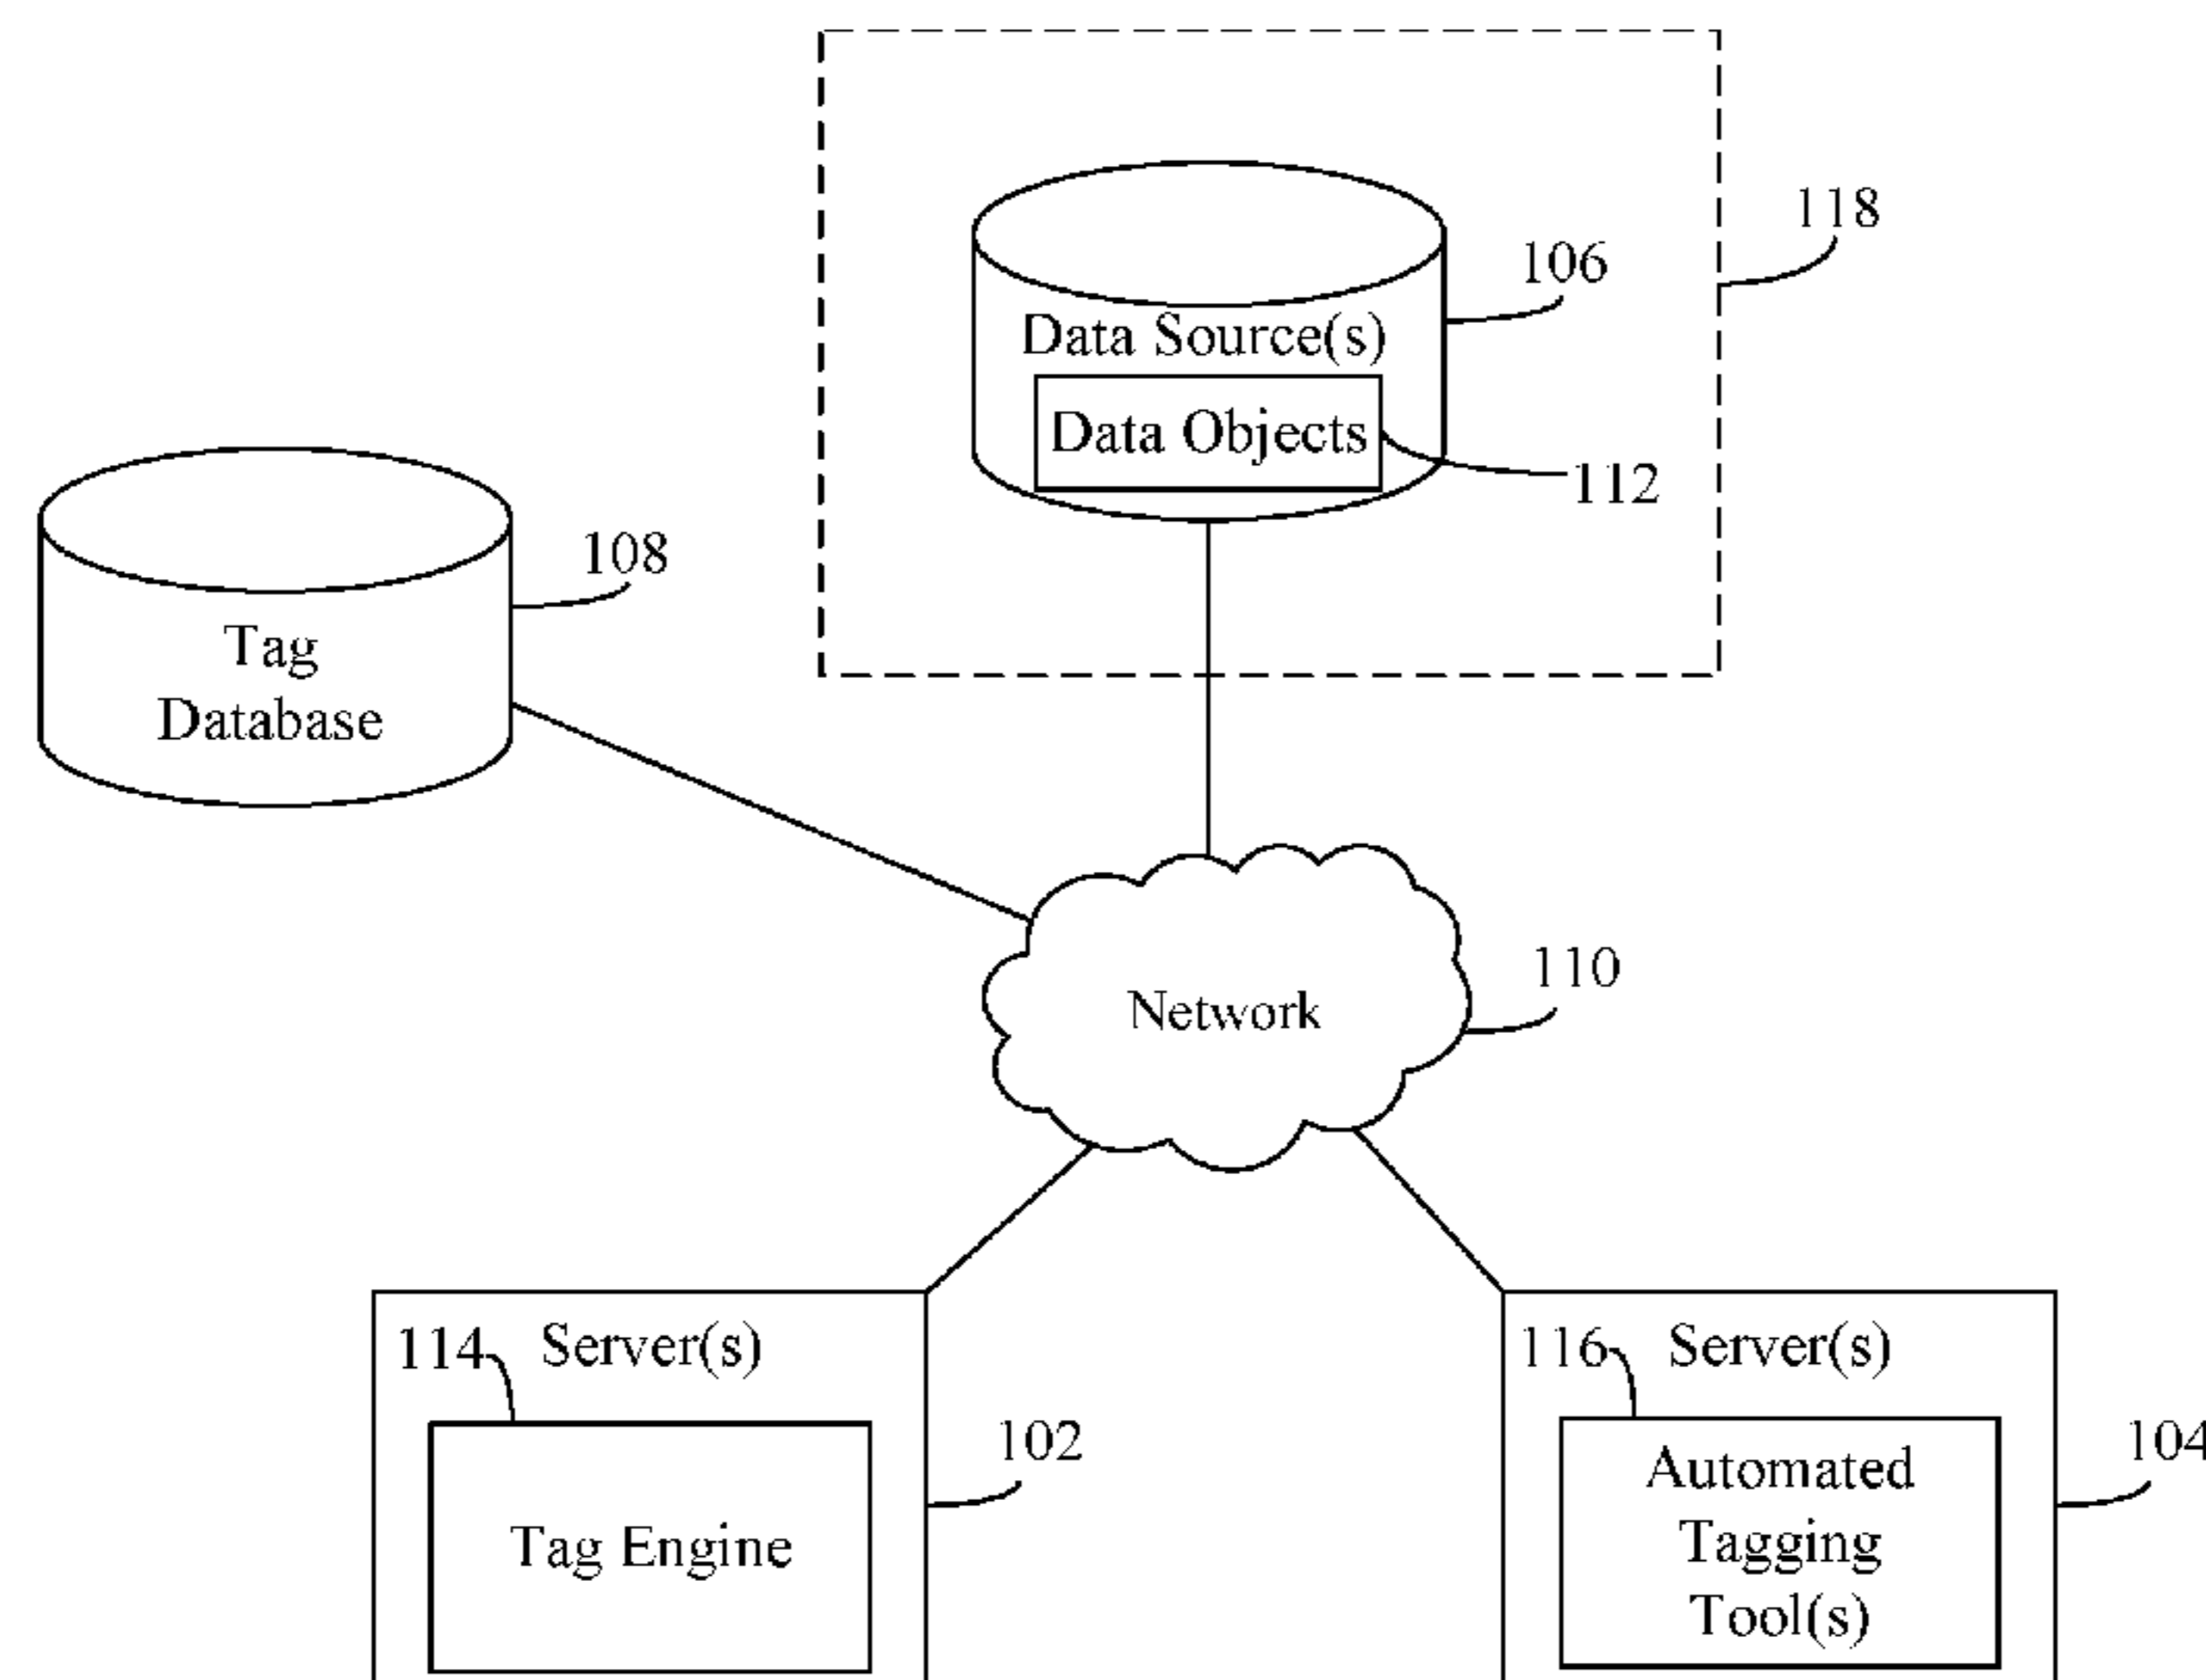 118
106
Data Source(s)
Data Objects
112
108
Tag
Database
110
Network
114
Server(s)
102
Tag Engine
116
Server(s)
104
Automated
Tagging
Tool(s)